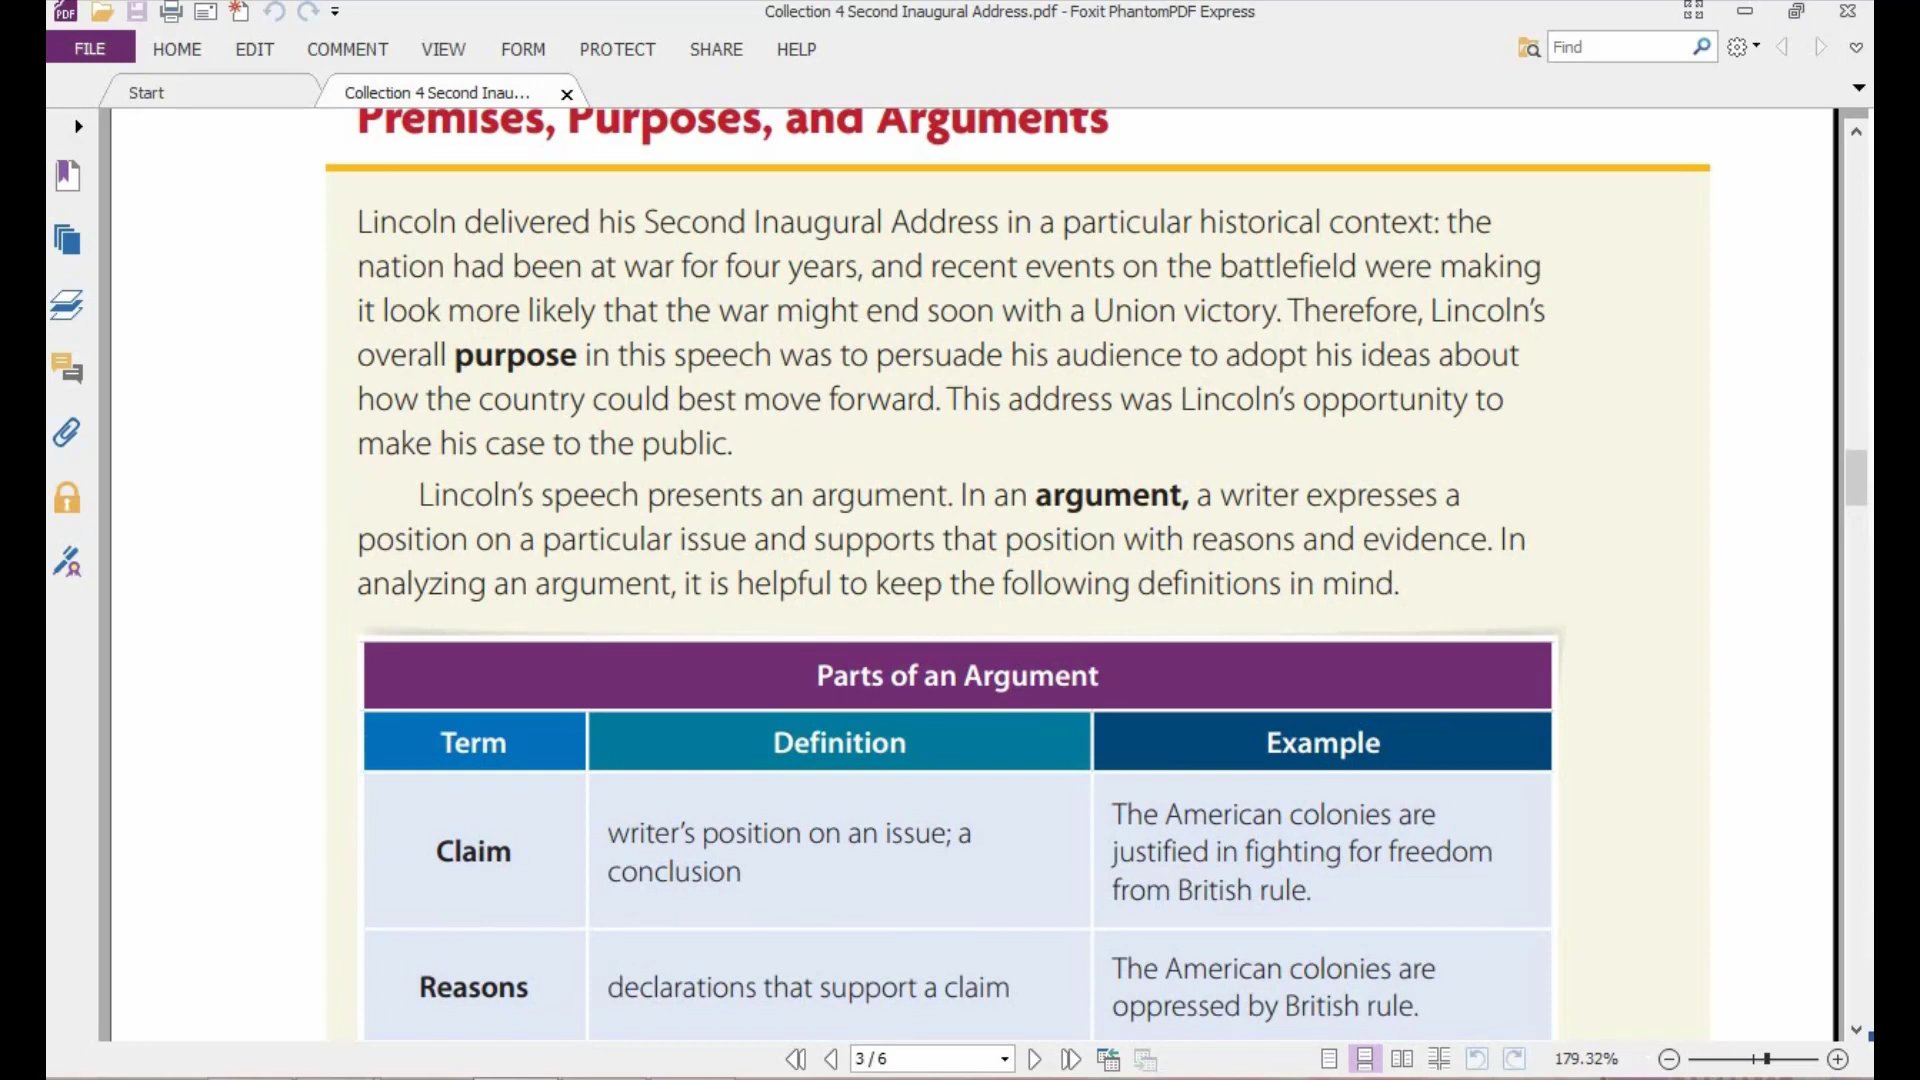 Collection 4 Second Inaugural Address.pdf - Foxit PhantomPDF Express
FILE HOME EDIT COMMENT VIEW FORM PROTECT SHARE HELP
Find
Start
Collection 4 Second Inau...
Premises, Purposes, and Arguments
Lincoln delivered his Second Inaugural Address in a particular historical context: the
nation had been at war for four years, and recent events on the battlefield were making
it look more likely that the war might end soon with a Union victory. Therefore, Lincoln’s
overall purpose in this speech was to persuade his audience to adopt his ideas about
how the country could best move forward. This address was Lincoln’s opportunity to
make his case to the public.
Lincoln’s speech presents an argument. In an argument, a writer expresses a
position on a particular issue and supports that position with reasons and evidence. In
analyzing an argument, it is helpful to keep the following definitions in mind.
Parts of an Argument
Term Definition Example
Claim
writer’s position on an issue; a
conclusion
The American colonies are
justified in fighting for freedom
from British rule.
Reasons
declarations that support a claim
The American colonies are
oppressed by British rule.
3 / 6
179.32%